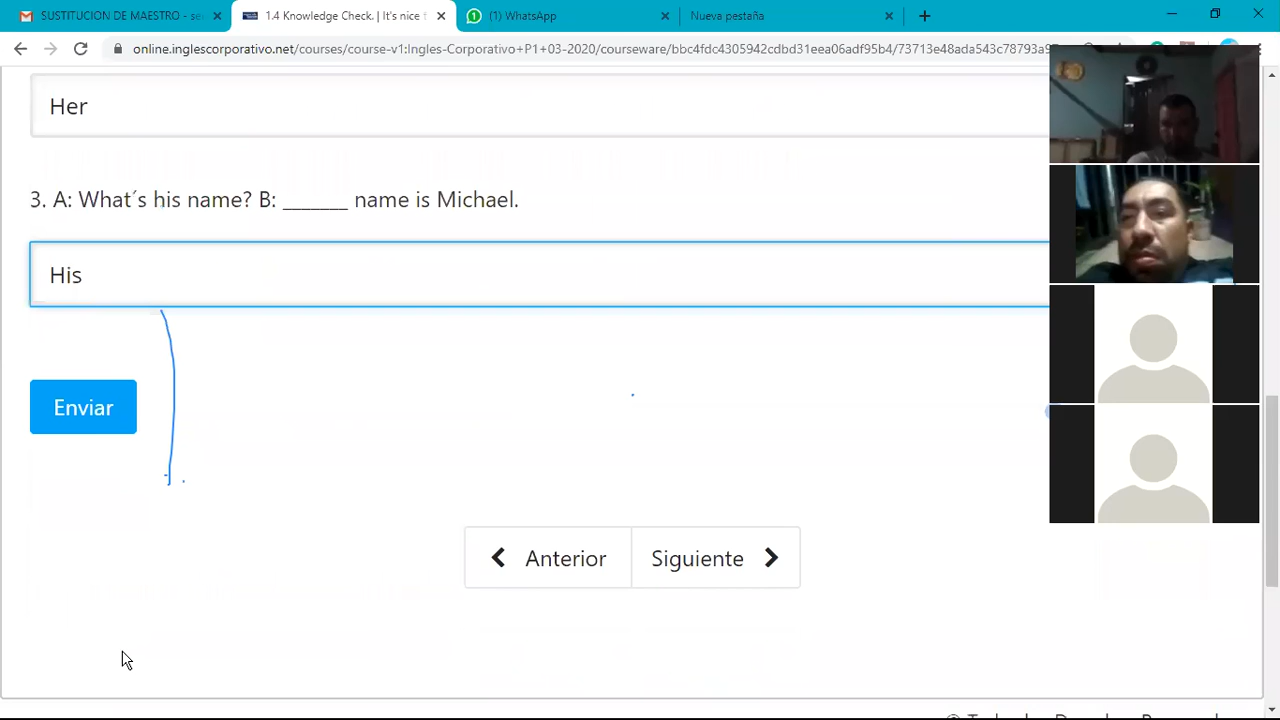 SUSTITUCION DE MAESTRO - se
1.4 Knowledge Check. | It's nice t
(1) WhatsApp
Nueva pestaña
online.inglescorporativo.net/courses/course-v1:Ingles-Corporativo+P1+03-2020/courseware/bbc4fdc4305942cdbd31eea06adf95b4/73713e48ada543c78793a9
Her
3. A: What´s his name? B: _______ name is Michael.
His
Enviar
Anterior
Siguiente